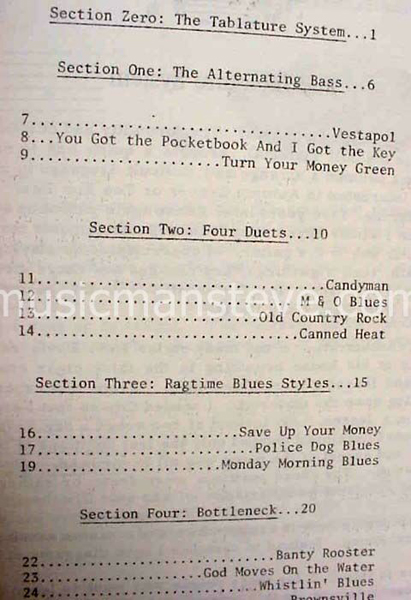 Section Zero: The Tablature System...1
Section One: The Alternating Bass...6
7...................................Vestapol
8...You Got the Pocketbook And I Got the Key
9.....................Turn Your Money Green
Section Two: Four Duets...10
11..................................Candyman
12...............................M & O Blues
musicmansteve.com
13..........................Old Country Rock
14...............................Canned Heat
Section Three: Ragtime Blues Styles...15
16........................Save Up Your Money
17..........................Police Dog Blues
19......................Monday Morning Blues
Section Four: Bottleneck...20
22.............................Banty Rooster
23....................God Moves On the Water
24...........................Whistlin' Blues
Brownsville